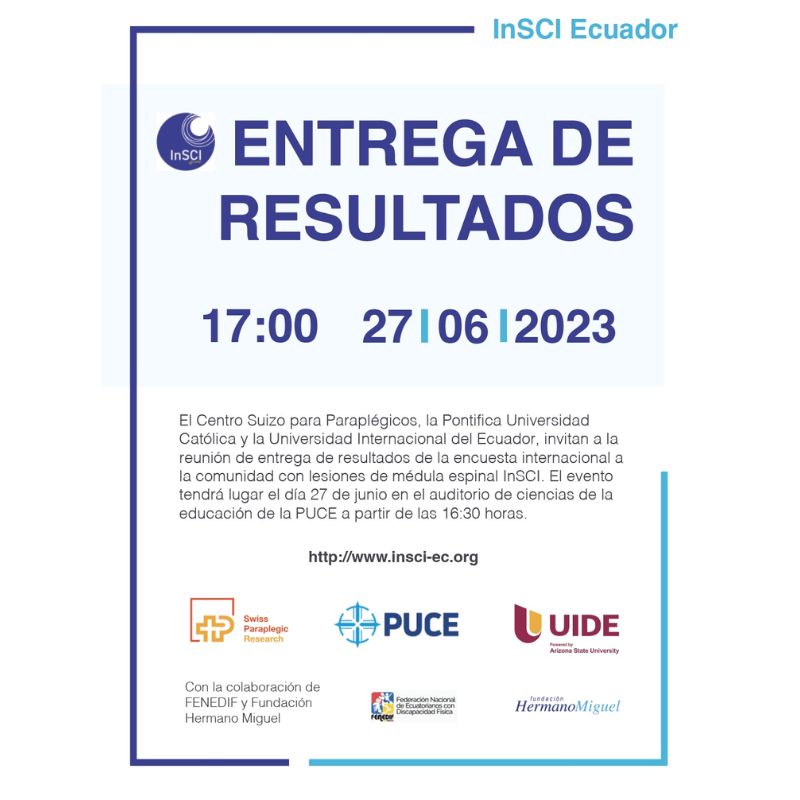 InSCI Ecuador
InSCI
ENTREGA DE
RESULTADOS
17:00 27|06|2023
El Centro Suizo para Paraplégicos, la Pontifica Universidad
Católica y la Universidad Internacional del Ecuador, invitan a la
reunión de entrega de resultados de la encuesta internacional a
la comunidad con lesiones de médula espinal InSCI. El evento
tendrá lugar el día 27 de junio en el auditorio de ciencias de la
educación de la PUCE a partir de las 16:30 horas.
http://www.insci-ec.org
Swiss
Paraplegic
Research
PUCE
UIDE
Powered by
Arizona State University
Con la colaboración de
FENEDIF y Fundación
Hermano Miguel
FENEDIF
Federación Nacional
de Ecuatorianos con
Discapacidad Física
fundación
HermanoMiguel